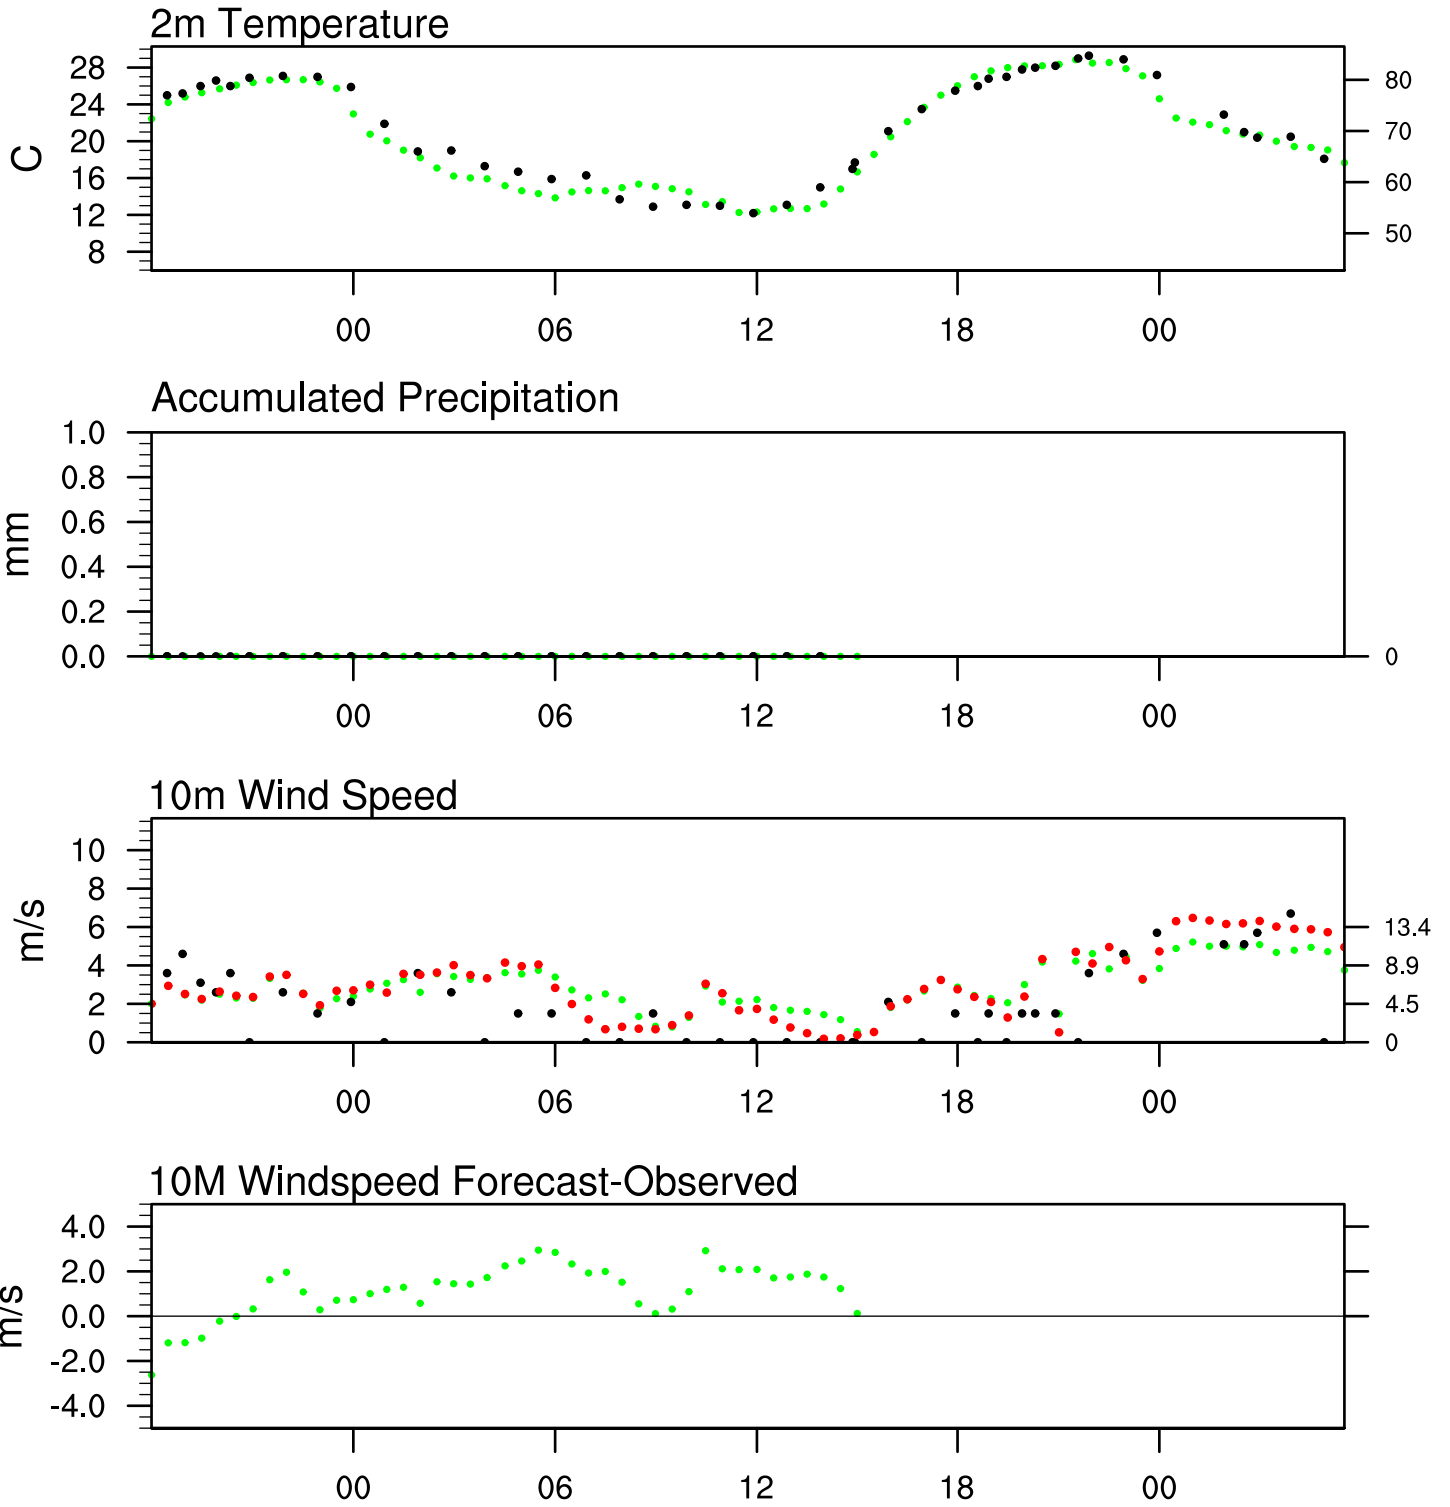 2m Temperature
28
24
20
16
12
8
C
80
70
60
50
00 06 12 18 00
Accumulated Precipitation
1.0
0.8
0.6
0.4
0.2
0.0
mm
0
00 06 12 18 00
10m Wind Speed
10
8
6
4
2
0
m/s
13.4
8.9
4.5
0
00 06 12 18 00
10M Windspeed Forecast-Observed
4.0
2.0
0.0
-2.0
-4.0
m/s
00 06 12 18 00